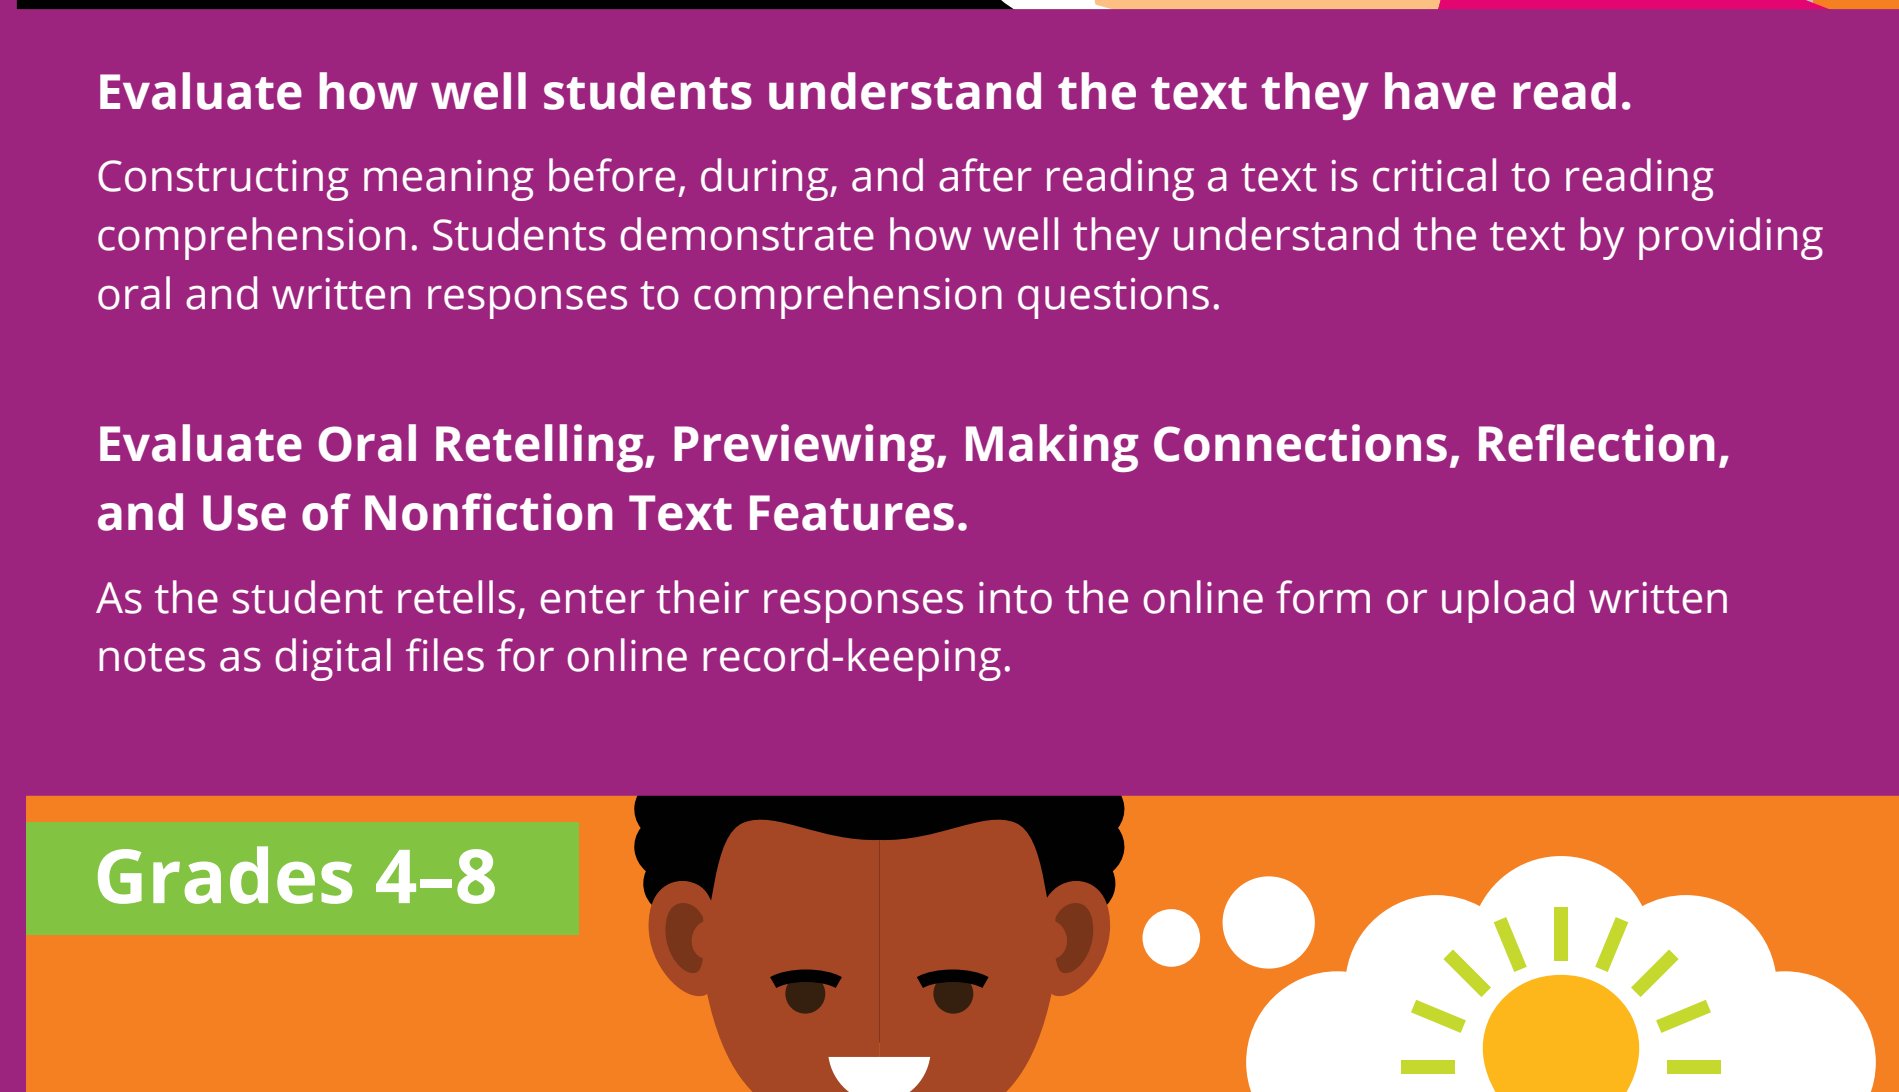 Evaluate how well students understand the text they have read.
Constructing meaning before, during, and after reading a text is critical to reading
comprehension. Students demonstrate how well they understand the text by providing
oral and written responses to comprehension questions.
Evaluate Oral Retelling, Previewing, Making Connections, Reflection,
and Use of Nonfiction Text Features.
As the student retells, enter their responses into the online form or upload written
notes as digital files for online record-keeping.
Grades 4–8